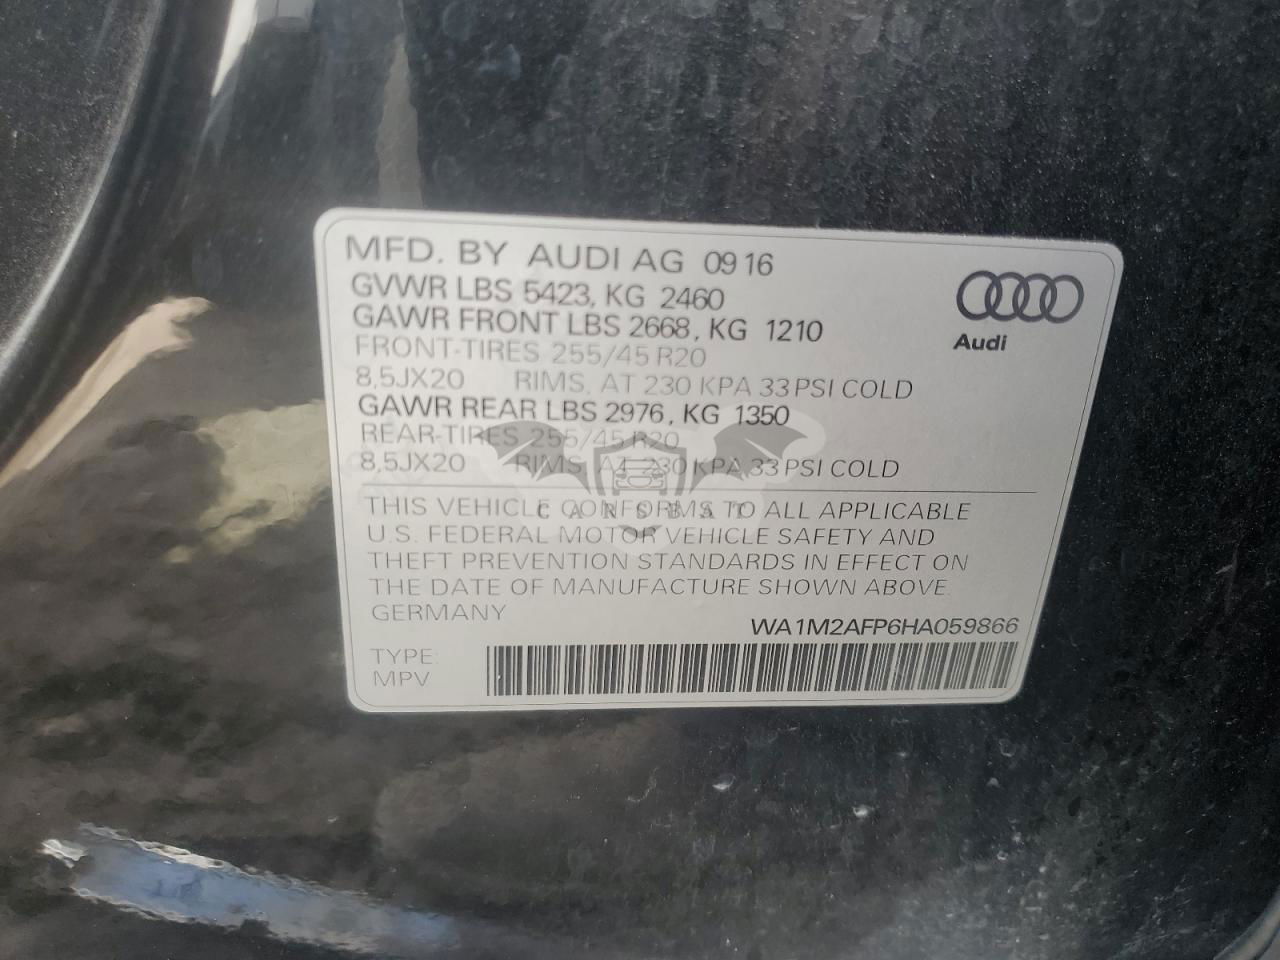 MFD. BY AUDI AG 09 16
GVWR LBS 5423, KG 2460
GAWR FRONT LBS 2668, KG 1210
FRONT-TIRES 255/45 R20
8,5JX20 RIMS. AT 230 KPA 33 PSI COLD
GAWR REAR LBS 2976, KG 1350
REAR-TIRES 255/45 R20
8,5JX20 RIMS. AT 230 KPA 33 PSI COLD
Audi
CARSBAT
THIS VEHICLE CONFORMS TO ALL APPLICABLE
U.S. FEDERAL MOTOR VEHICLE SAFETY AND
THEFT PREVENTION STANDARDS IN EFFECT ON
THE DATE OF MANUFACTURE SHOWN ABOVE.
GERMANY
WA1M2AFP6HA059866
TYPE:
MPV